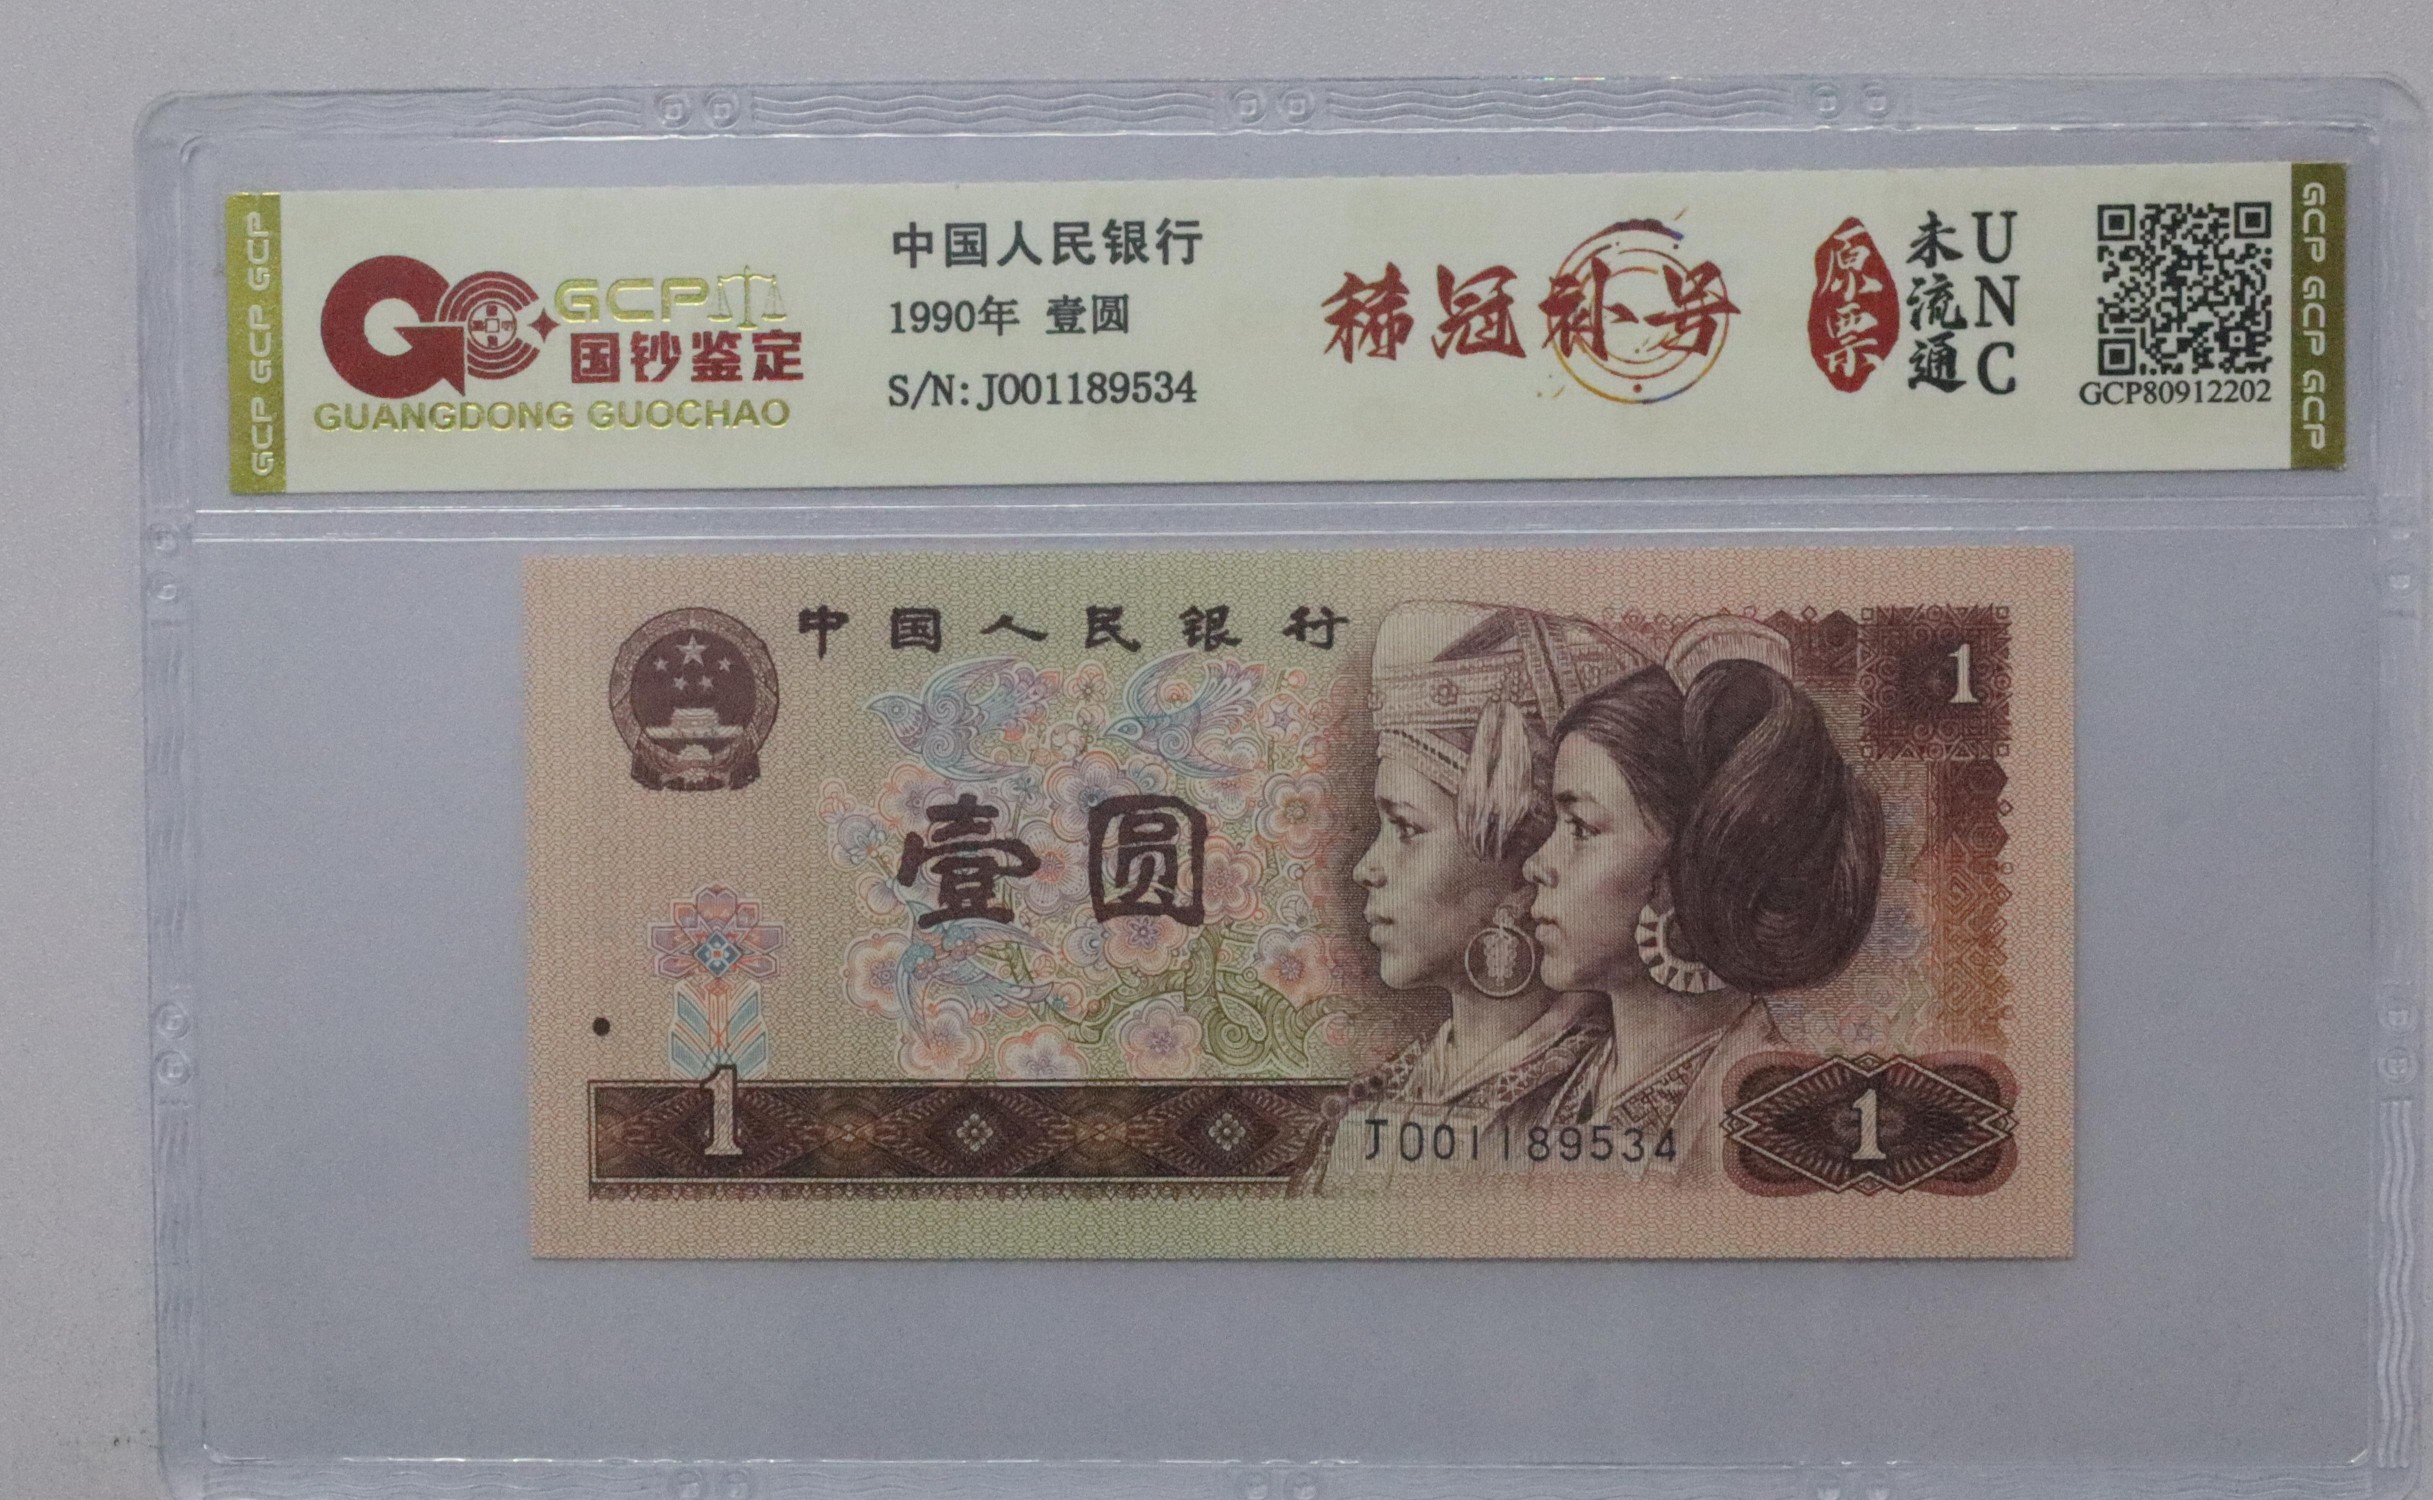 GCP GCP GCP
GCP
国钞鉴定
GUANGDONG GUOCHAO
中国人民银行
1990年 壹圆
S/N: J001189534
稀冠补号
原票
未流通
UNC
GCP80912202
GCP GCP GCP
中国人民银行
1
壹圆
1
J001189534
1